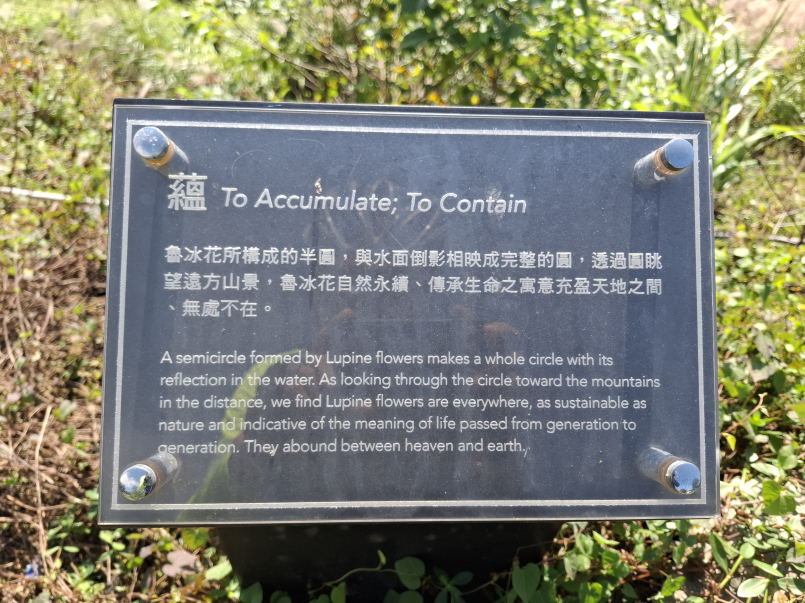 蘊 To Accumulate; To Contain
魯冰花所構成的半圓，與水面倒影相映成完整的圓，透過圓眺
望遠方山景，魯冰花自然永續、傳承生命之寓意充盈天地之間
、無處不在。
A semicircle formed by Lupine flowers makes a whole circle with its
reflection in the water. As looking through the circle toward the mountains
in the distance, we find Lupine flowers are everywhere, as sustainable as
nature and indicative of the meaning of life passed from generation to
generation. They abound between heaven and earth.